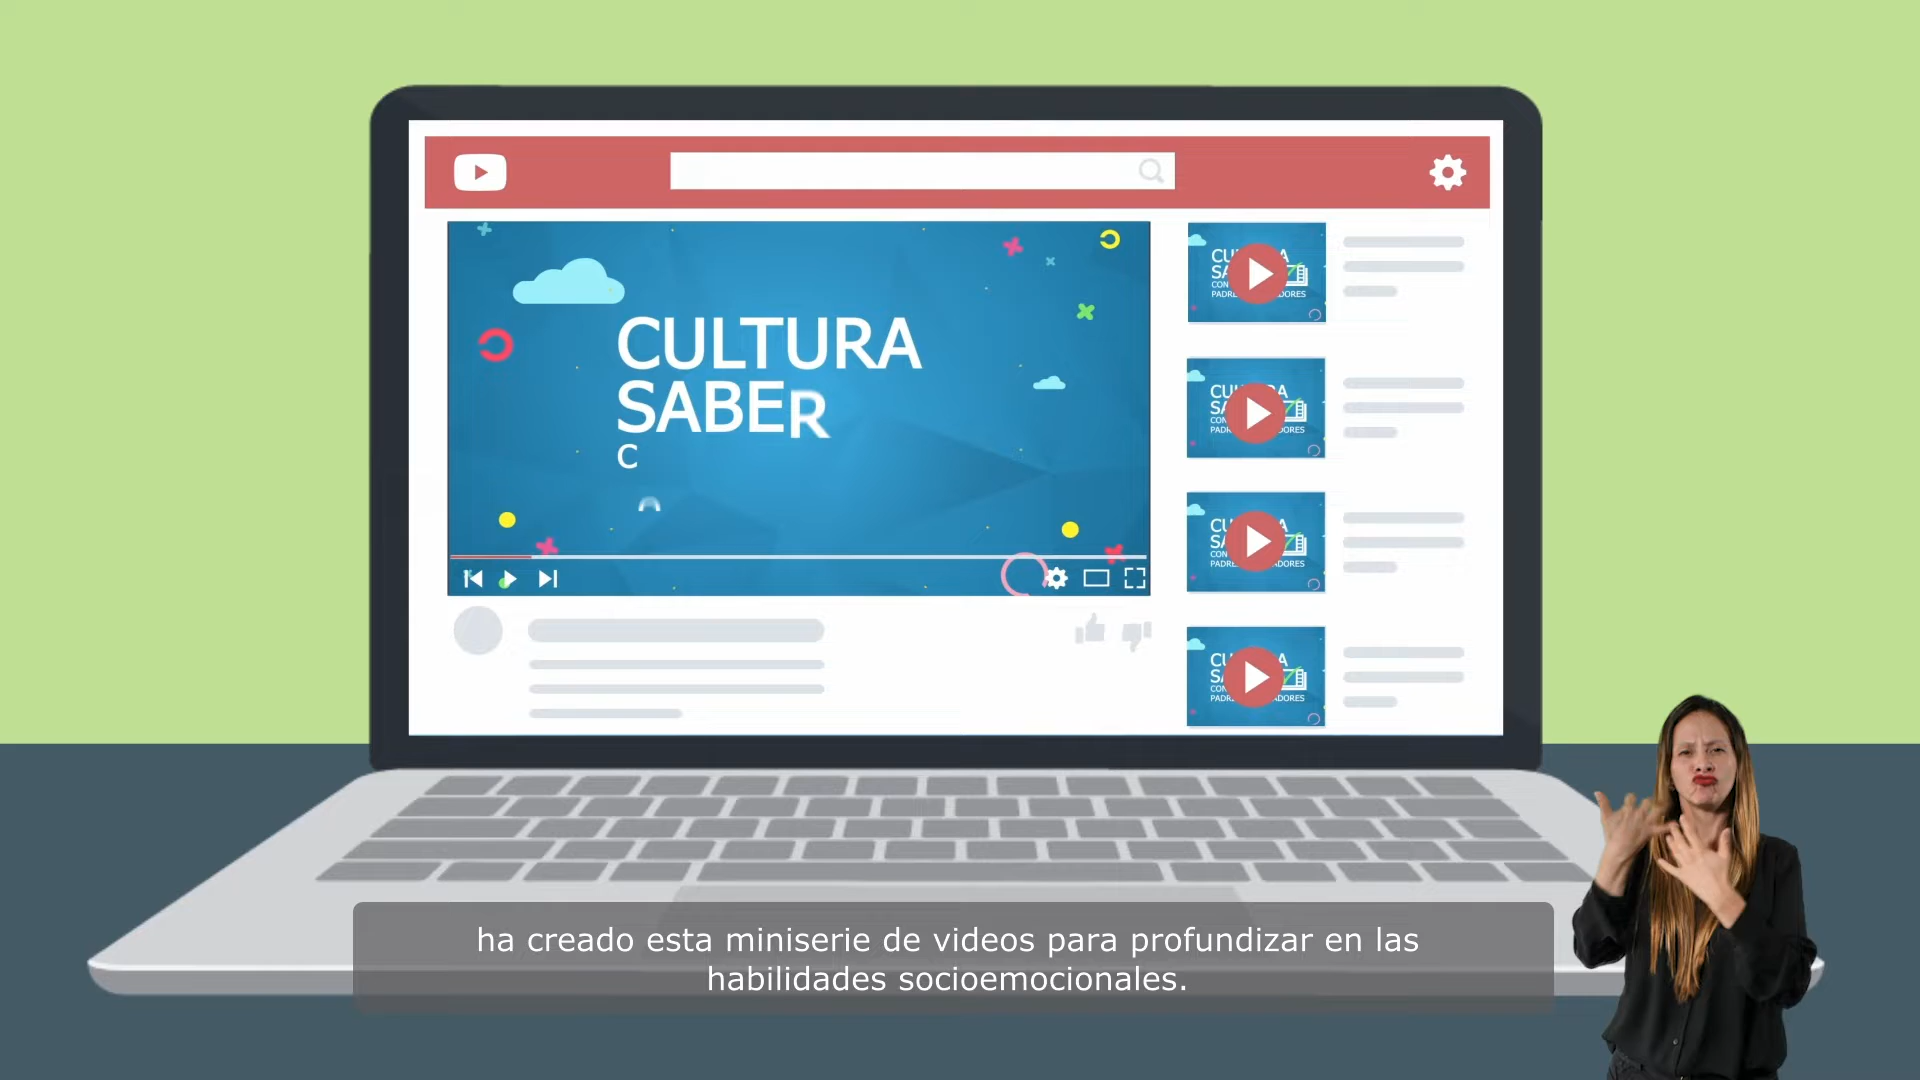 CULTURA
SABER
C
ha creado esta miniserie de videos para profundizar en las
habilidades socioemocionales.